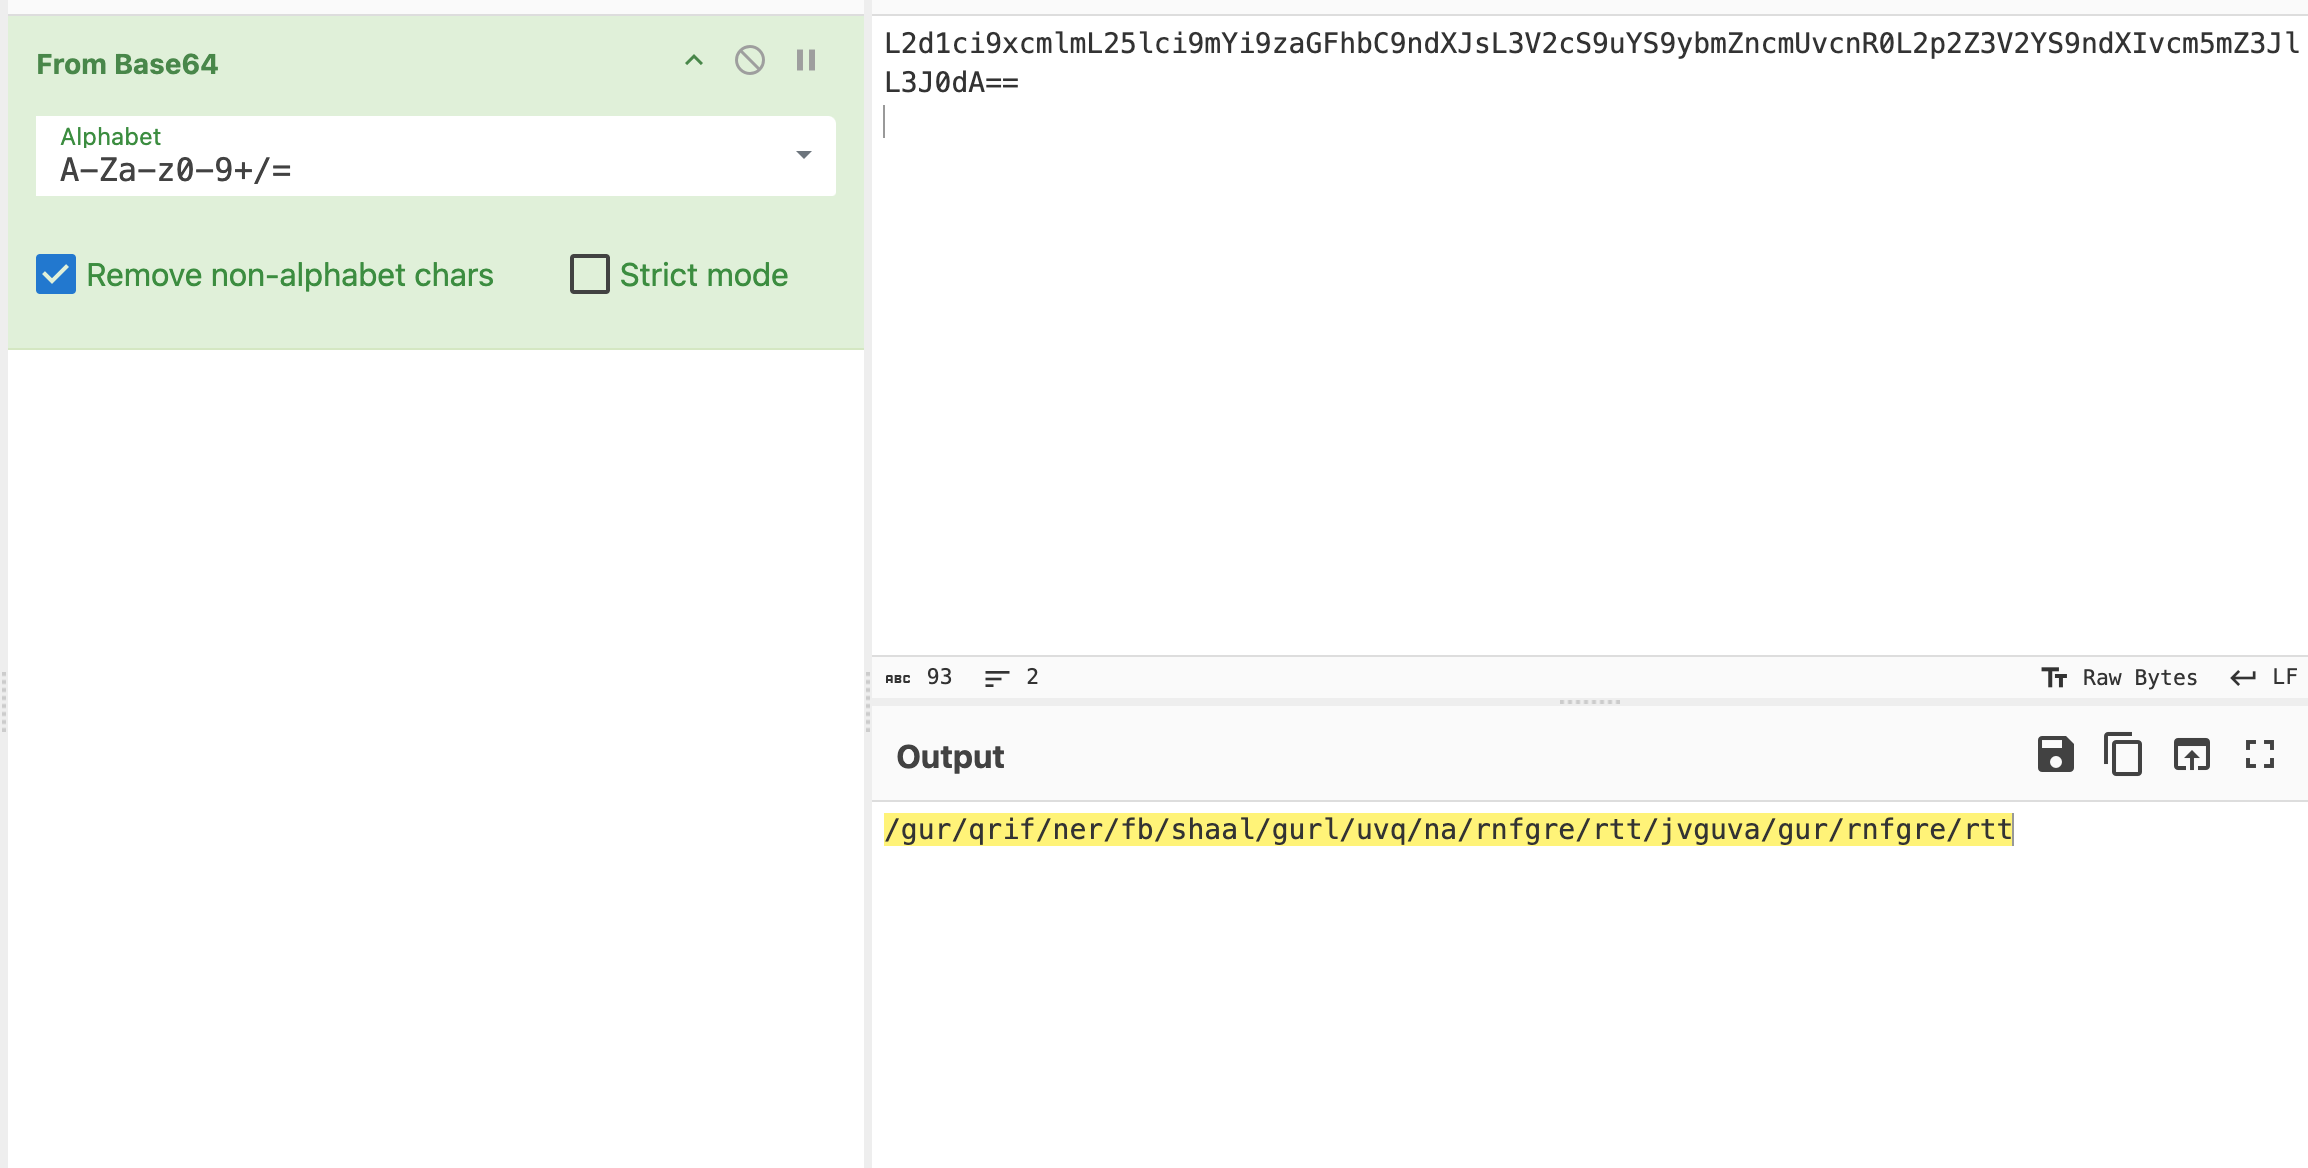 From Base64
Alphabet
A-Za-z0-9+/=
Remove non-alphabet chars
Strict mode
L2d1ci9xcmlmL25lci9mYi9zaGFhbC9ndXJsL3V2cS9uYS9ybmZncmUvcnR0L2p2Z3V2YS9ndXIvcm5mZ3Jl
L3J0dA==
ABC 93 2 Tт Raw Bytes LF
Output
/gur/qrif/ner/fb/shaal/gurl/uvq/na/rnfgre/rtt/jvguva/gur/rnfgre/rtt